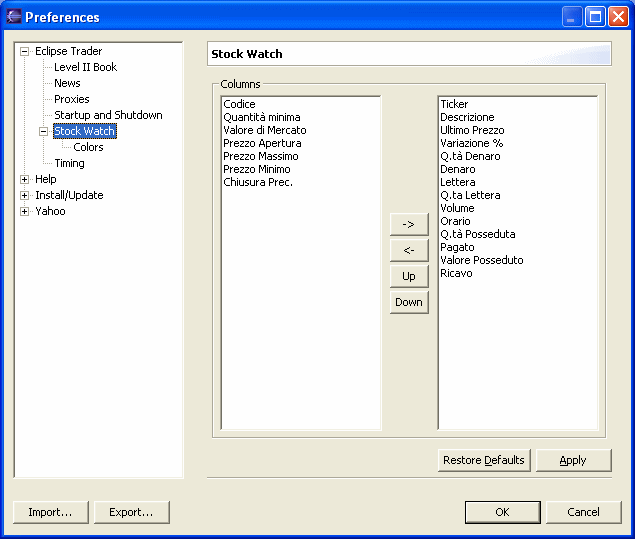 Preferences
Eclipse Trader
Level II Book
News
Proxies
Startup and Shutdown
Stock Watch
Colors
Timing
Help
Install/Update
Yahoo
Stock Watch
Columns
Codice
Quantità minima
Valore di Mercato
Prezzo Apertura
Prezzo Massimo
Prezzo Minimo
Chiusura Prec.
->
<-
Up
Down
Ticker
Descrizione
Ultimo Prezzo
Variazione %
Q.tà Denaro
Denaro
Lettera
Q.ta Lettera
Volume
Orario
Q.tà Posseduta
Pagato
Valore Posseduto
Ricavo
Restore Defaults
Apply
Import...
Export...
OK
Cancel